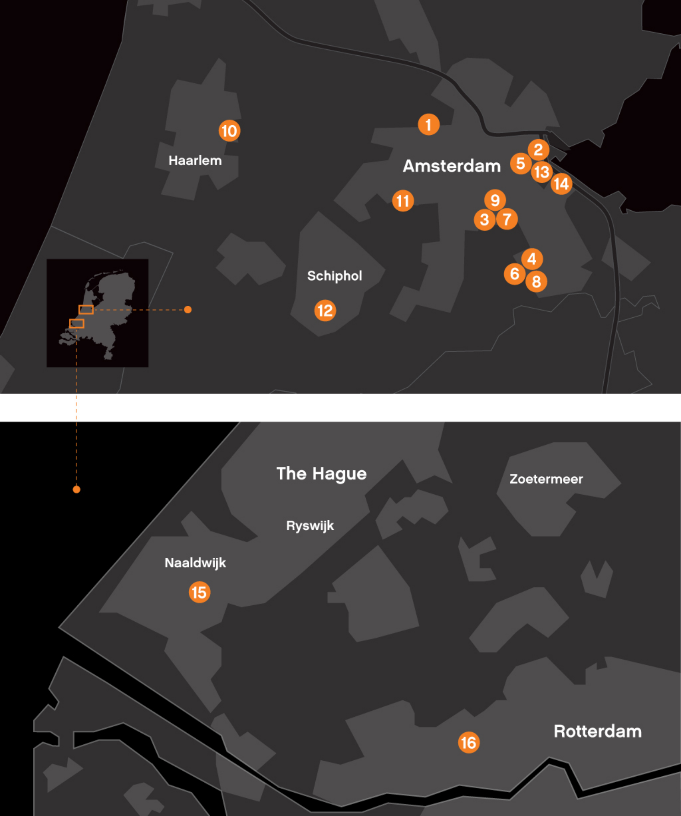 1
10
2
Haarlem
5
Amsterdam
13
14
11
9
3
7
4
Schiphol
6
8
12
The Hague
Zoetermeer
Ryswijk
Naaldwijk
15
Rotterdam
16